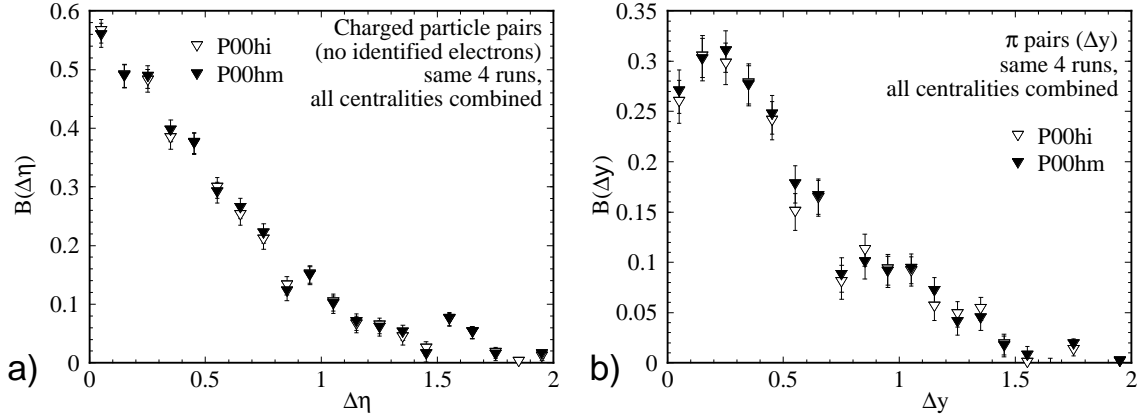 Charged particle pairs
(no identified electrons)
same 4 runs,
all centralities combined
P00hi
P00hm
B(Δη)
0.6
0.5
0.4
0.3
0.2
0.1
0
0 0.5 1 1.5 2
Δη
a)
π pairs (Δy)
same 4 runs,
all centralities combined
P00hi
P00hm
B(Δy)
0.35
0.3
0.25
0.2
0.15
0.1
0.05
0
0 0.5 1 1.5 2
Δy
b)